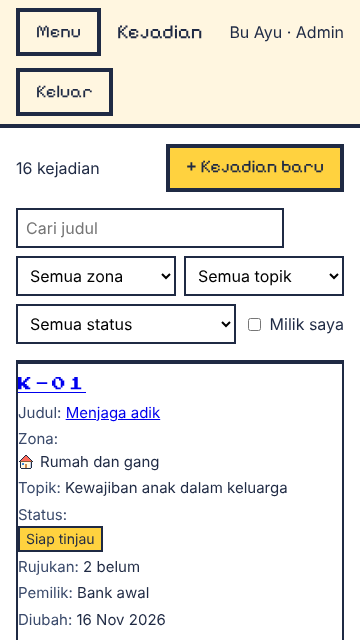 Menu Kejadian Bu Ayu · Admin
Keluar
16 kejadian + Kejadian baru
Cari judul
Semua zona Semua topik
Semua status Milik saya
K-01
Judul: Menjaga adik
Zona:
Rumah dan gang
Topik: Kewajiban anak dalam keluarga
Status:
Siap tinjau
Rujukan: 2 belum
Pemilik: Bank awal
Diubah: 16 Nov 2026